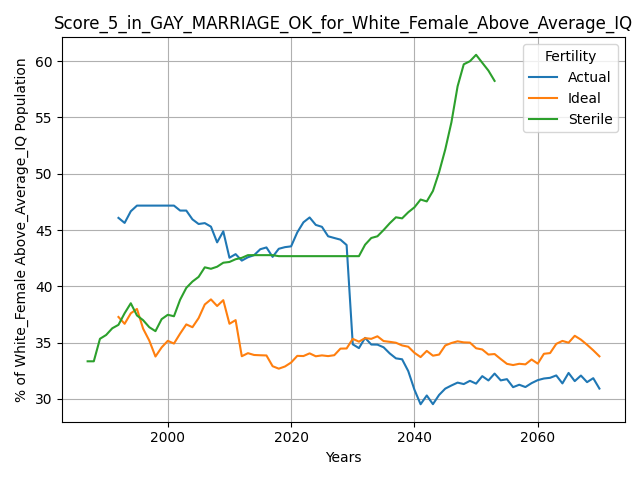 Score_5_in_GAY_MARRIAGE_OK_for_White_Female_Above_Average_IQ
% of White_Female Above_Average_IQ Population
60
55
50
45
40
35
30
Fertility
Actual
Ideal
Sterile
2000
2020
2040
2060
Years